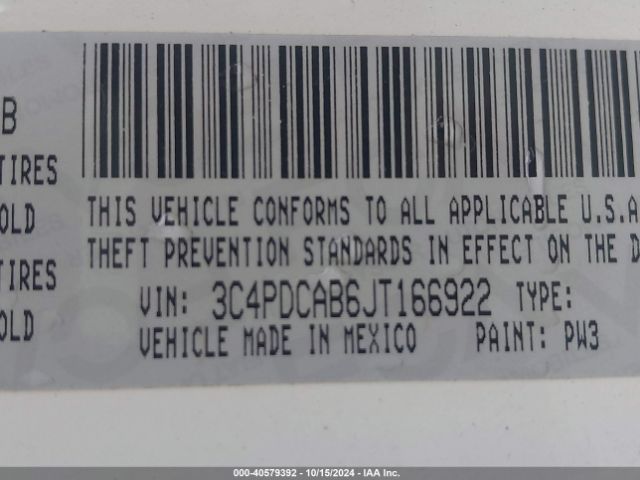 B
TIRES
OLD
TIRES
OLD
THIS VEHICLE CONFORMS TO ALL APPLICABLE U.S.A
THEFT PREVENTION STANDARDS IN EFFECT ON THE D
VIN: 3C4PDCAB6JT166922 TYPE:
VEHICLE MADE IN MEXICO PAINT: PW3
000-40579392 - 10/15/2024 - IAA Inc.